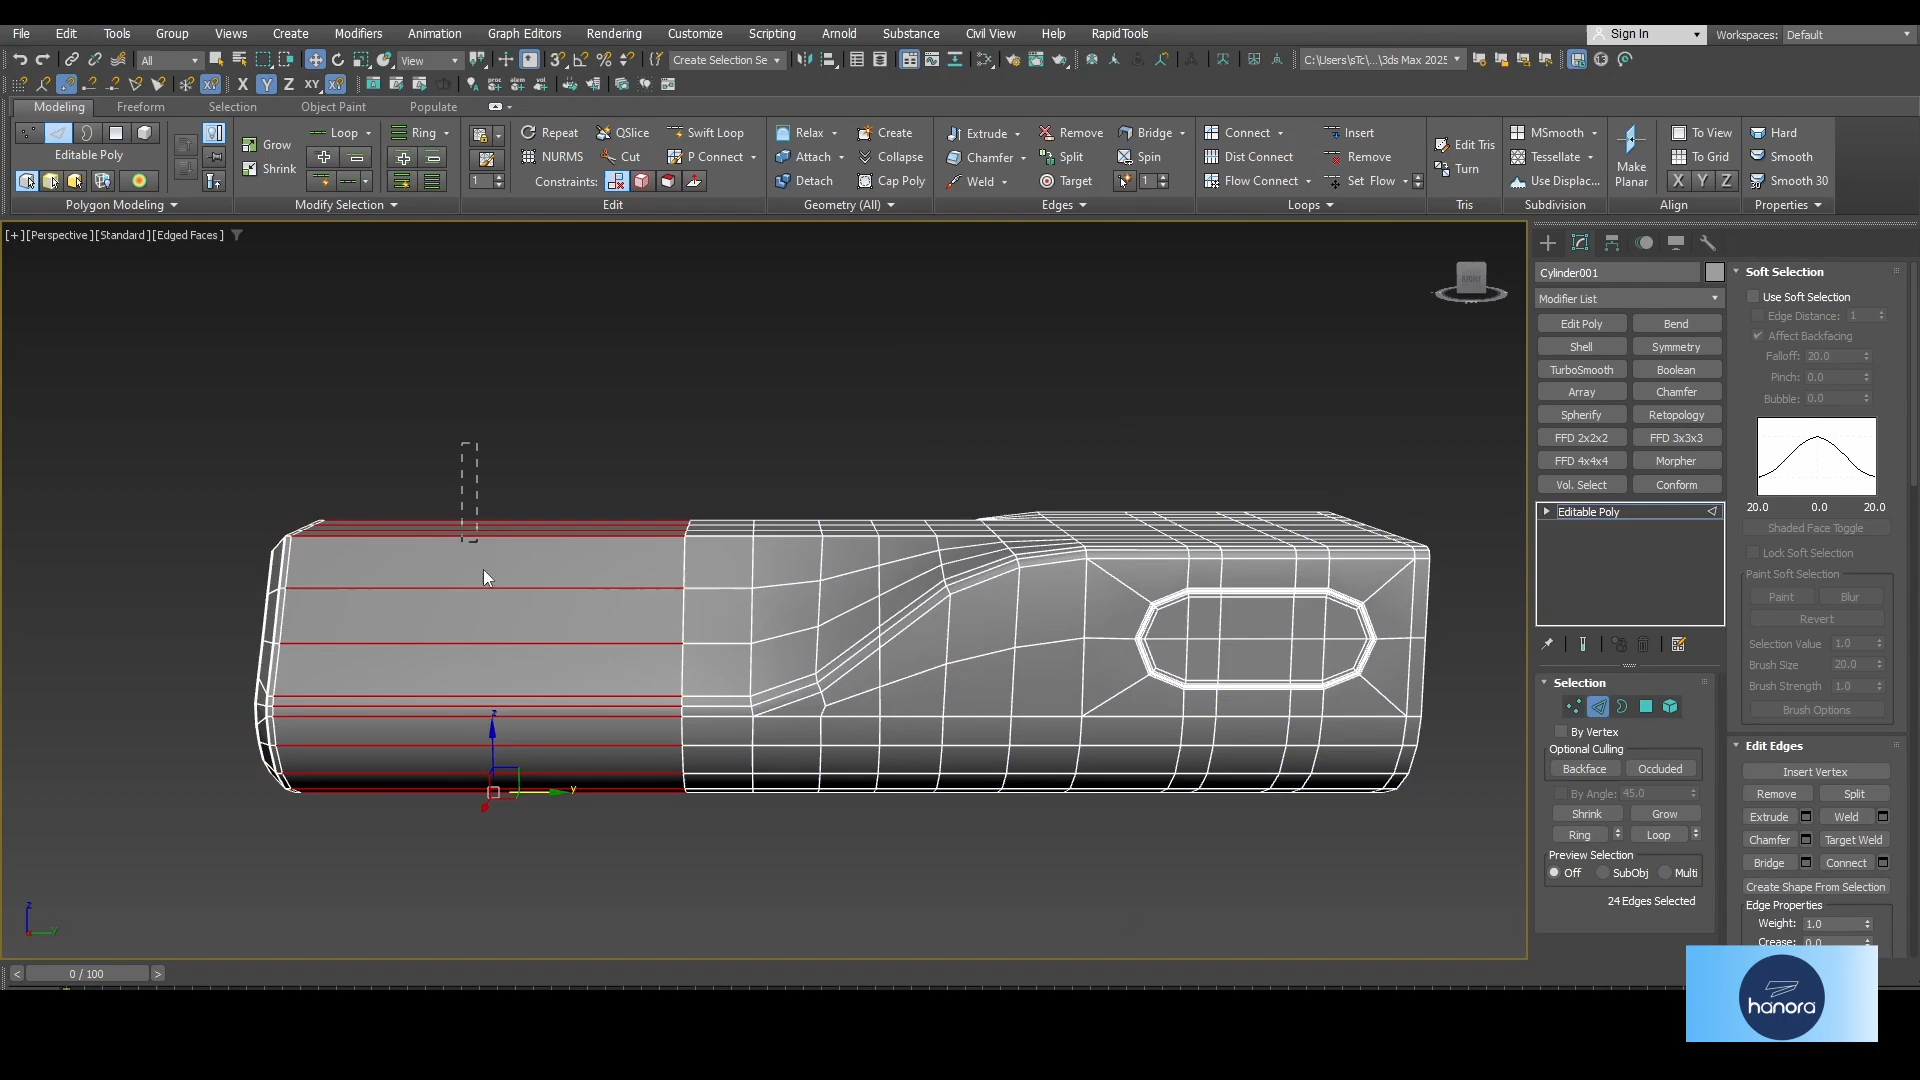 File Edit Tools Group Views Create Modifiers Animation Graph Editors Rendering Customize Scripting Arnold Substance Civil View Help RapidTools Sign In Workspaces: Default
All View Create Selection Se C:\Users\sTc\...\3ds Max 2025
X Y Z XY
Modeling Freeform Selection Object Paint Populate
Loop Ring Repeat QSlice Swift Loop Relax Create Extrude Remove Bridge Connect Insert MSmooth To View Hard
Editable Poly Grow NURMS Cut P Connect Attach Collapse Chamfer Split Spin Dist Connect Remove Edit Tris Tessellate Make Planar To Grid Smooth
Shrink 1 Constraints: Detach Cap Poly Weld Target 1 Flow Connect Set Flow Turn Use Displac... X Y Z Smooth 30
Polygon Modeling Modify Selection Edit Geometry (All) Edges Loops Tris Subdivision Align Properties
[+][Perspective][Standard][Edged Faces]
RIGHT
Cylinder001
Modifier List
Edit Poly Bend
Shell Symmetry
TurboSmooth Boolean
Array Chamfer
Spherify Retopology
FFD 2x2x2 FFD 3x3x3
FFD 4x4x4 Morpher
Vol. Select Conform
Editable Poly
Selection
By Vertex
Optional Culling
Backface Occluded
By Angle: 45.0
Shrink Grow
Ring Loop
Preview Selection
Off SubObj Multi
24 Edges Selected
Soft Selection
Use Soft Selection
Edge Distance: 1
Affect Backfacing
Falloff: 20.0
Pinch: 0.0
Bubble: 0.0
20.0 0.0 20.0
Shaded Face Toggle
Lock Soft Selection
Paint Soft Selection
Paint Blur
Revert
Selection Value 1.0
Brush Size 20.0
Brush Strength 1.0
Brush Options
Edit Edges
Insert Vertex
Remove Split
Extrude Weld
Chamfer Target Weld
Bridge Connect
Create Shape From Selection
Edge Properties
Weight: 1.0
Crease: 0.0
z
y
z
y
< 0 / 100 >
hanora